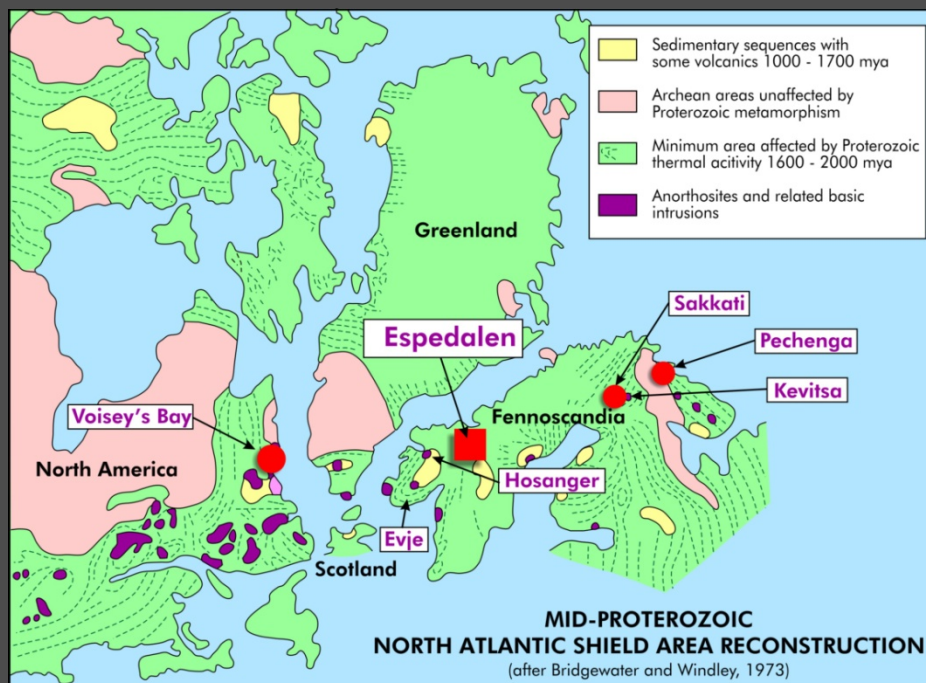 Sedimentary sequences with
some volcanics 1000 - 1700 mya
Archean areas unaffected by
Proterozoic metamorphism
Minimum area affected by Proterozoic
thermal acitivity 1600 - 2000 mya
Anorthosites and related basic
intrusions
Greenland
Espedalen
Sakkati
Pechenga
Kevitsa
Fennoscandia
Voisey's Bay
North America
Hosanger
Evje
Scotland
MID-PROTEROZOIC
NORTH ATLANTIC SHIELD AREA RECONSTRUCTION
(after Bridgewater and Windley, 1973)